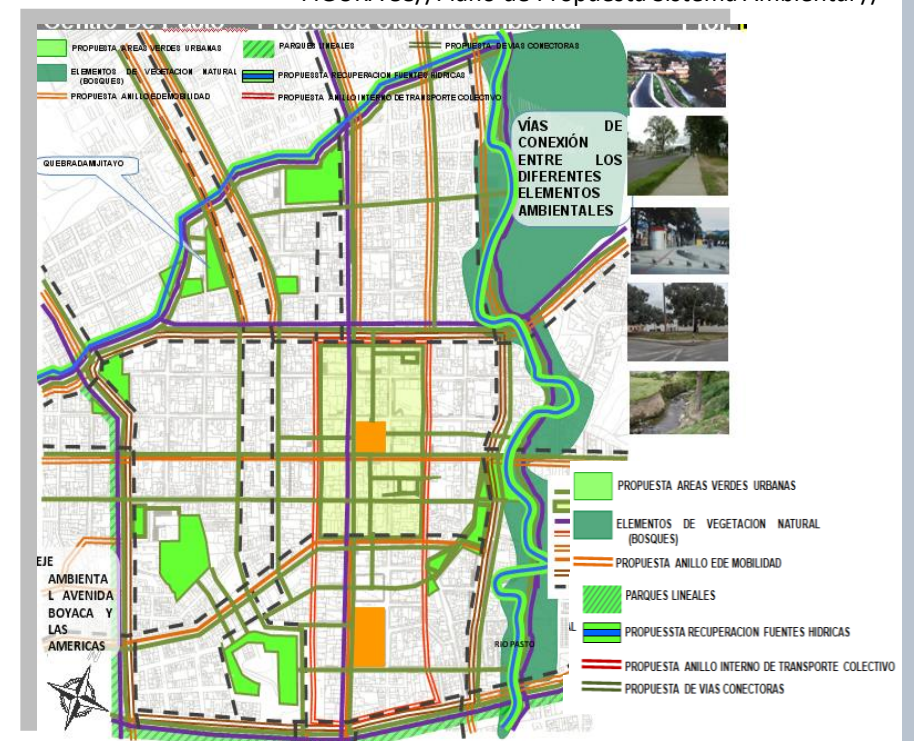 PROPUESTA AREAS VERDES URBANAS
PARQUES LINEALES
PROPUESTA DE VIAS CONECTORAS
ELEMENTOS DE VEGETACION NATURAL
(BOSQUES)
PROPUESSTA RECUPERACION FUENTES HIDRICAS
PROPUESTA ANILLO EDE MOBILIDAD
PROPUESTA ANILLO INTERNO DE TRANSPORTE COLECTIVO
QUEBRADAMIJITAYO
VÍAS DE
CONEXIÓN
ENTRE LOS
DIFERENTES
ELEMENTOS
AMBIENTALES
EJE
AMBIENTA
L AVENIDA
BOYACA Y
LAS
AMERICAS
RIO PASTO
PROPUESTA AREAS VERDES URBANAS
ELEMENTOS DE VEGETACION NATURAL
(BOSQUES)
PROPUESTA ANILLO EDE MOBILIDAD
PARQUES LINEALES
PROPUESSTA RECUPERACION FUENTES HIDRICAS
PROPUESTA ANILLO INTERNO DE TRANSPORTE COLECTIVO
PROPUESTA DE VIAS CONECTORAS